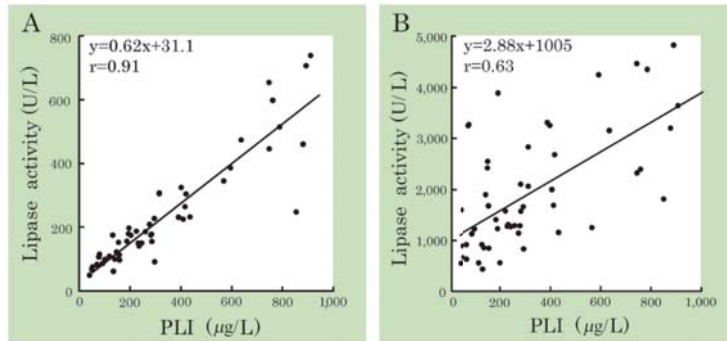 A
y=0.62x+31.1
r=0.91
Lipase activity (U/L)
800
600
400
200
0
0
200
400
600
800
1,000
PLI (μg/L)
B
y=2.88x+1005
r=0.63
Lipase activity (U/L)
5,000
4,000
3,000
2,000
1,000
0
0
200
400
600
800
1,000
PLI (μg/L)